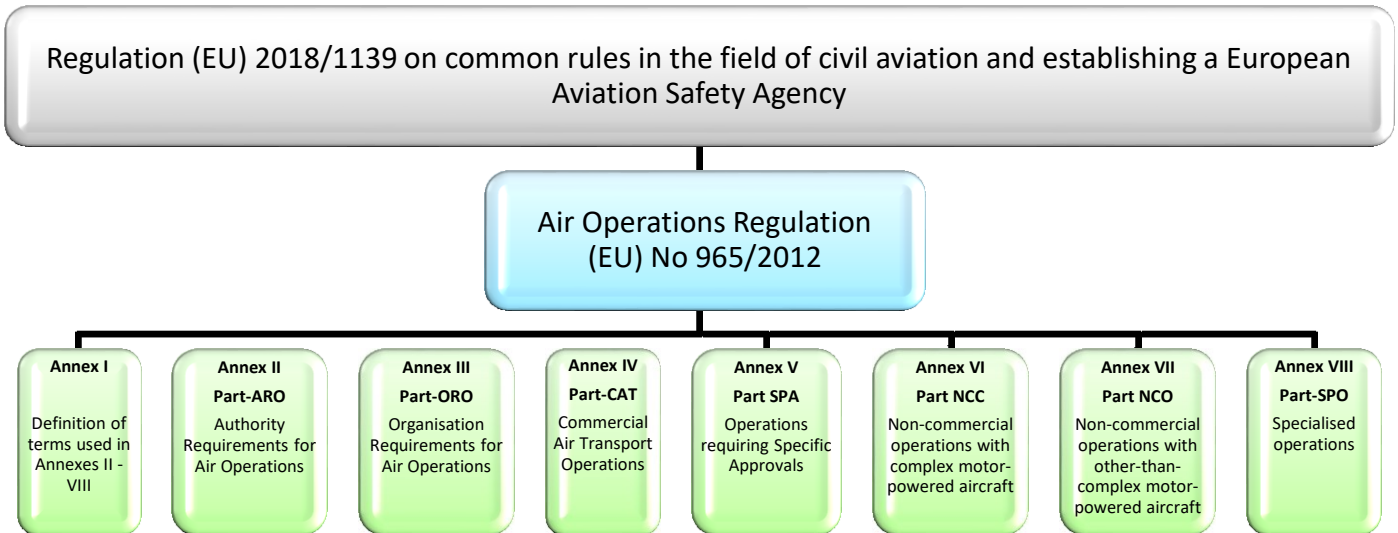 Regulation (EU) 2018/1139 on common rules in the field of civil aviation and establishing a European
Aviation Safety Agency
Air Operations Regulation
(EU) No 965/2012
Annex I
Definition of
terms used in
Annexes II -
VIII
Annex II
Part-ARO
Authority
Requirements for
Air Operations
Annex III
Part-ORO
Organisation
Requirements for
Air Operations
Annex IV
Part-CAT
Commercial
Air Transport
Operations
Annex V
Part SPA
Operations
requiring Specific
Approvals
Annex VI
Part NCC
Non-commercial
operations with
complex motor-
powered aircraft
Annex VII
Part NCO
Non-commercial
operations with
other-than-
complex motor-
powered aircraft
Annex VIII
Part-SPO
Specialised
operations